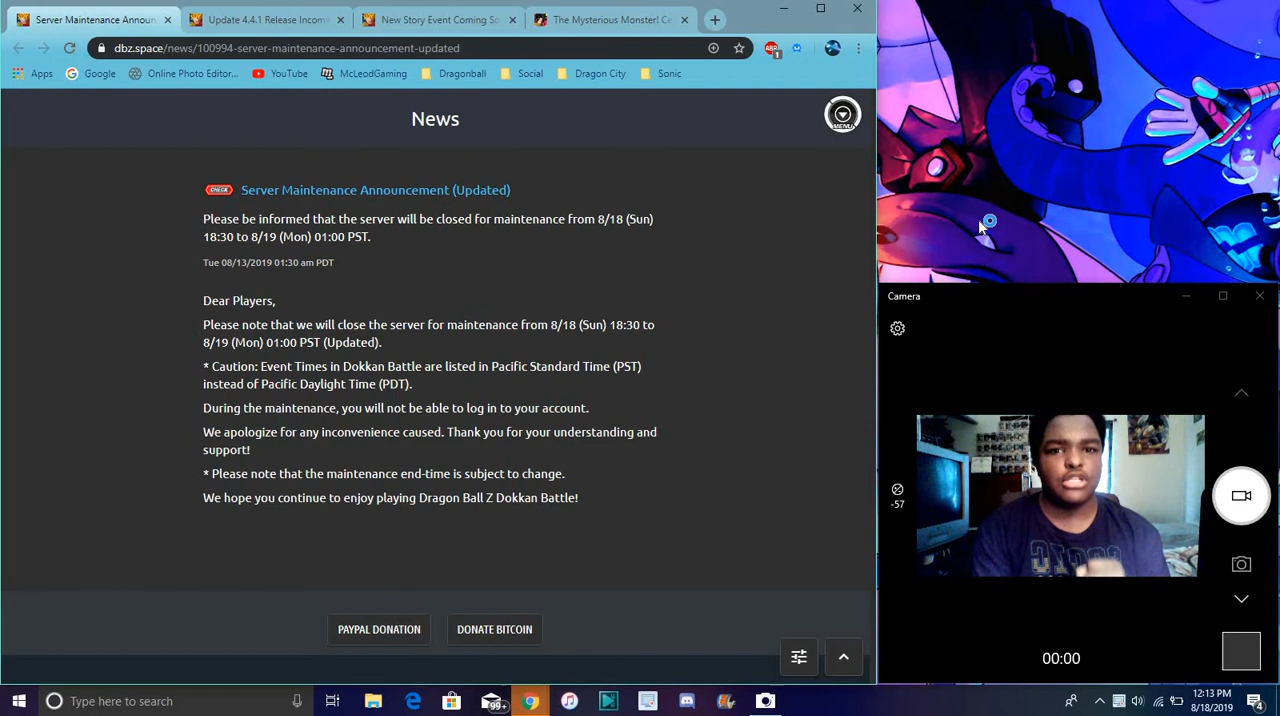 Server Maintenance Announ
Update 4.4.1 Release Incomi
New Story Event Coming So
The Mysterious Monster! Ce
dbz.space/news/100994-server-maintenance-announcement-updated
Apps
Google
Online Photo Editor...
YouTube
McLeodGaming
Dragonball
Social
Dragon City
Sonic
News
MENU
CHECK Server Maintenance Announcement (Updated)
Please be informed that the server will be closed for maintenance from 8/18 (Sun)
18:30 to 8/19 (Mon) 01:00 PST.
Tue 08/13/2019 01:30 am PDT
Dear Players,
Please note that we will close the server for maintenance from 8/18 (Sun) 18:30 to
8/19 (Mon) 01:00 PST (Updated).
* Caution: Event Times in Dokkan Battle are listed in Pacific Standard Time (PST)
instead of Pacific Daylight Time (PDT).
During the maintenance, you will not be able to log in to your account.
We apologize for any inconvenience caused. Thank you for your understanding and
support!
* Please note that the maintenance end-time is subject to change.
We hope you continue to enjoy playing Dragon Ball Z Dokkan Battle!
PAYPAL DONATION
DONATE BITCOIN
Camera
-57
00:00
Type here to search
99+
12:13 PM
8/18/2019
4